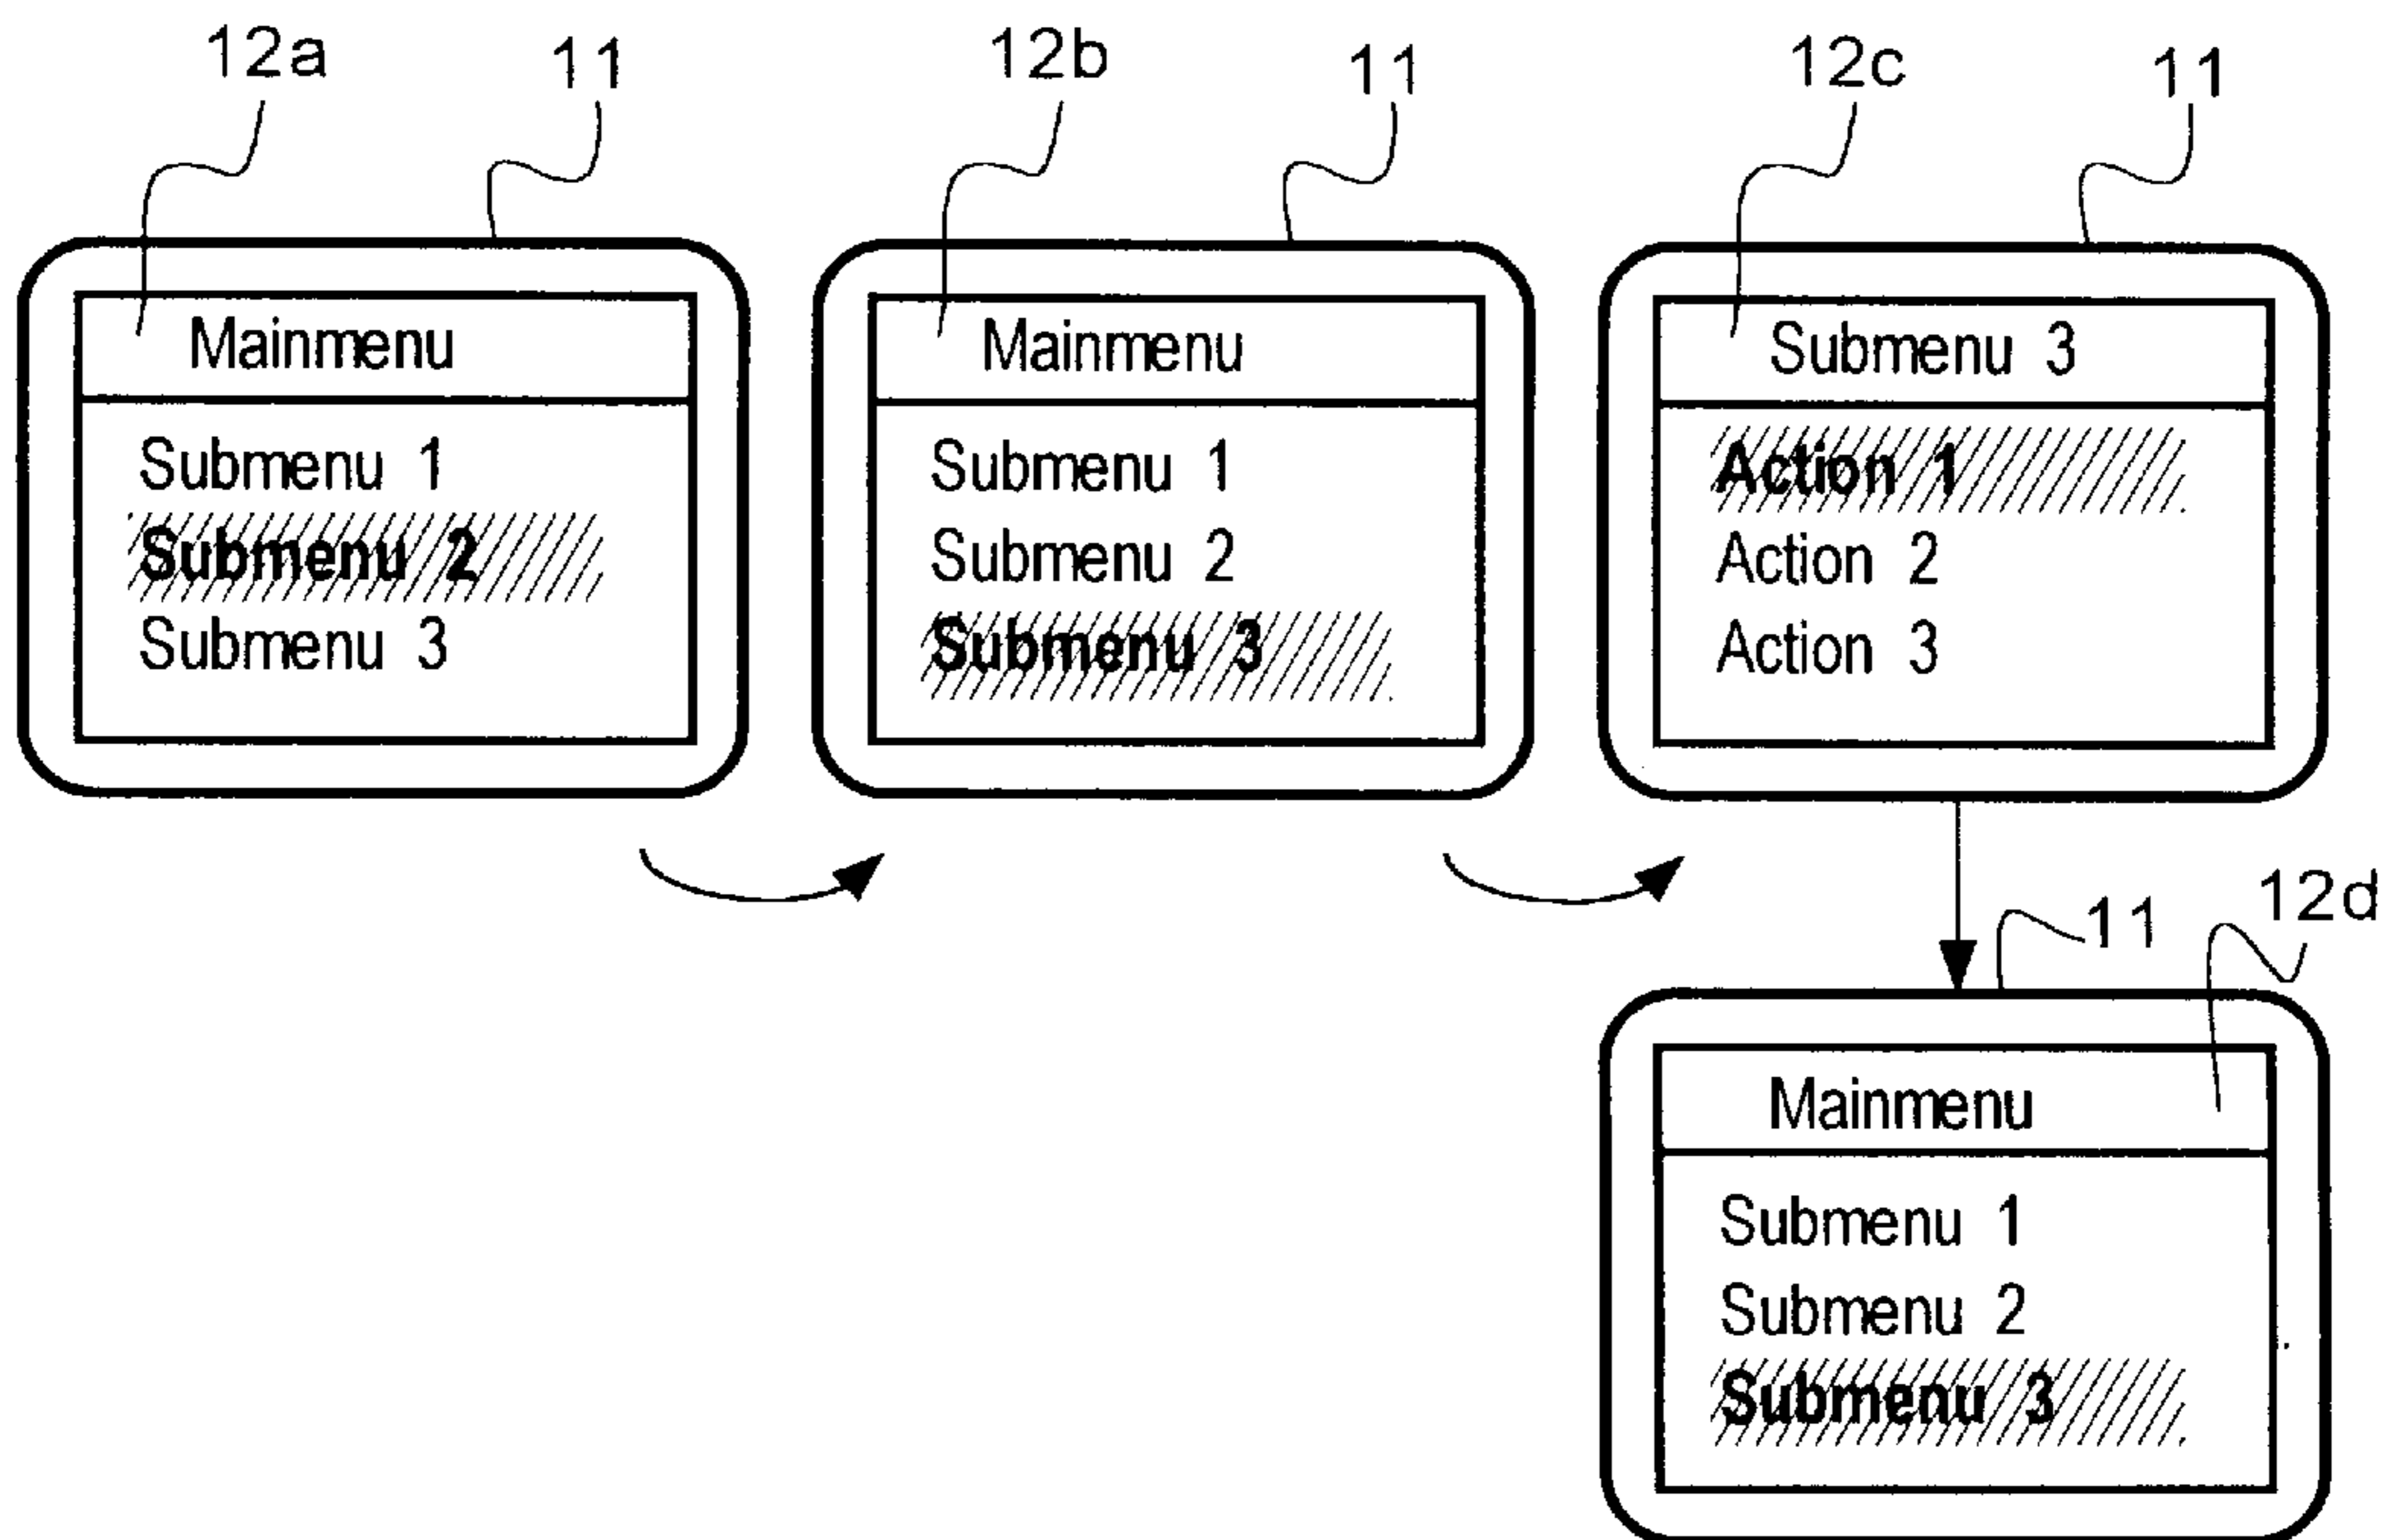 12a 11 12b 11 12c 11
Mainmenu
Submenu 1
Submenu 2
Submenu 3
Mainmenu
Submenu 1
Submenu 2
Submenu 3
Submenu 3
Action 1
Action 2
Action 3
11 12d
Mainmenu
Submenu 1
Submenu 2
Submenu 3